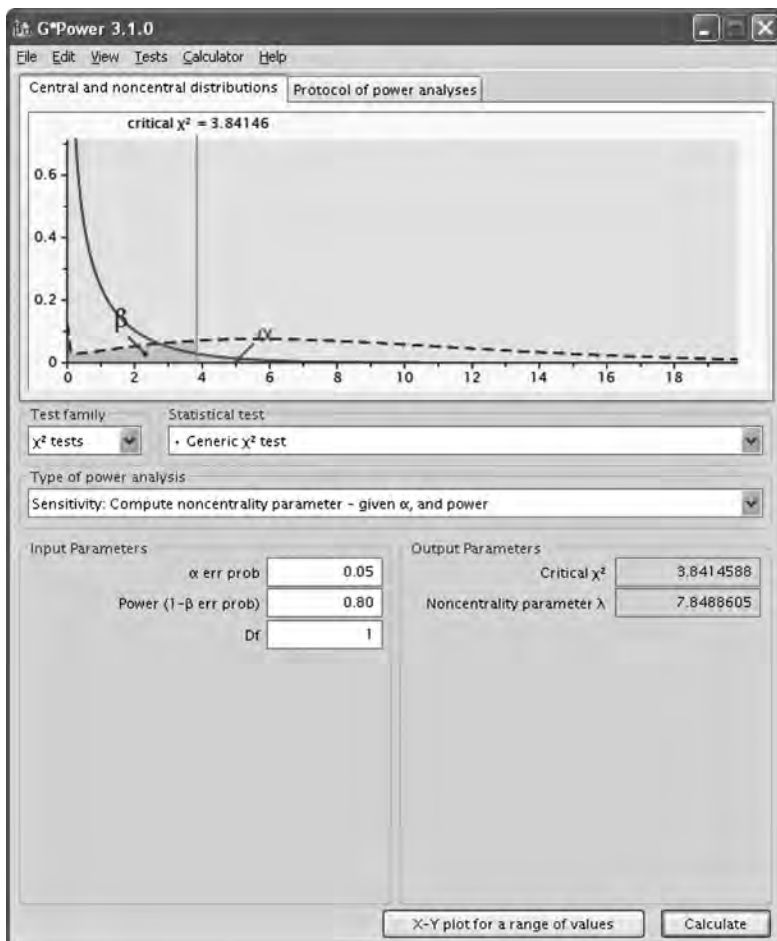 G*Power 3.1.0
File Edit View Tests Calculator Help
Central and noncentral distributions Protocol of power analyses
critical χ² = 3.84146
0.6
0.4
0.2
0
β
α
0 2 4 6 8 10 12 14 16 18
Test family Statistical test
χ² tests Generic χ² test
Type of power analysis
Sensitivity: Compute noncentrality parameter - given α, and power
Input Parameters
α err prob 0.05
Power (1-β err prob) 0.80
Df 1
Output Parameters
Critical χ² 3.8414588
Noncentrality parameter λ 7.8488605
X-Y plot for a range of values Calculate